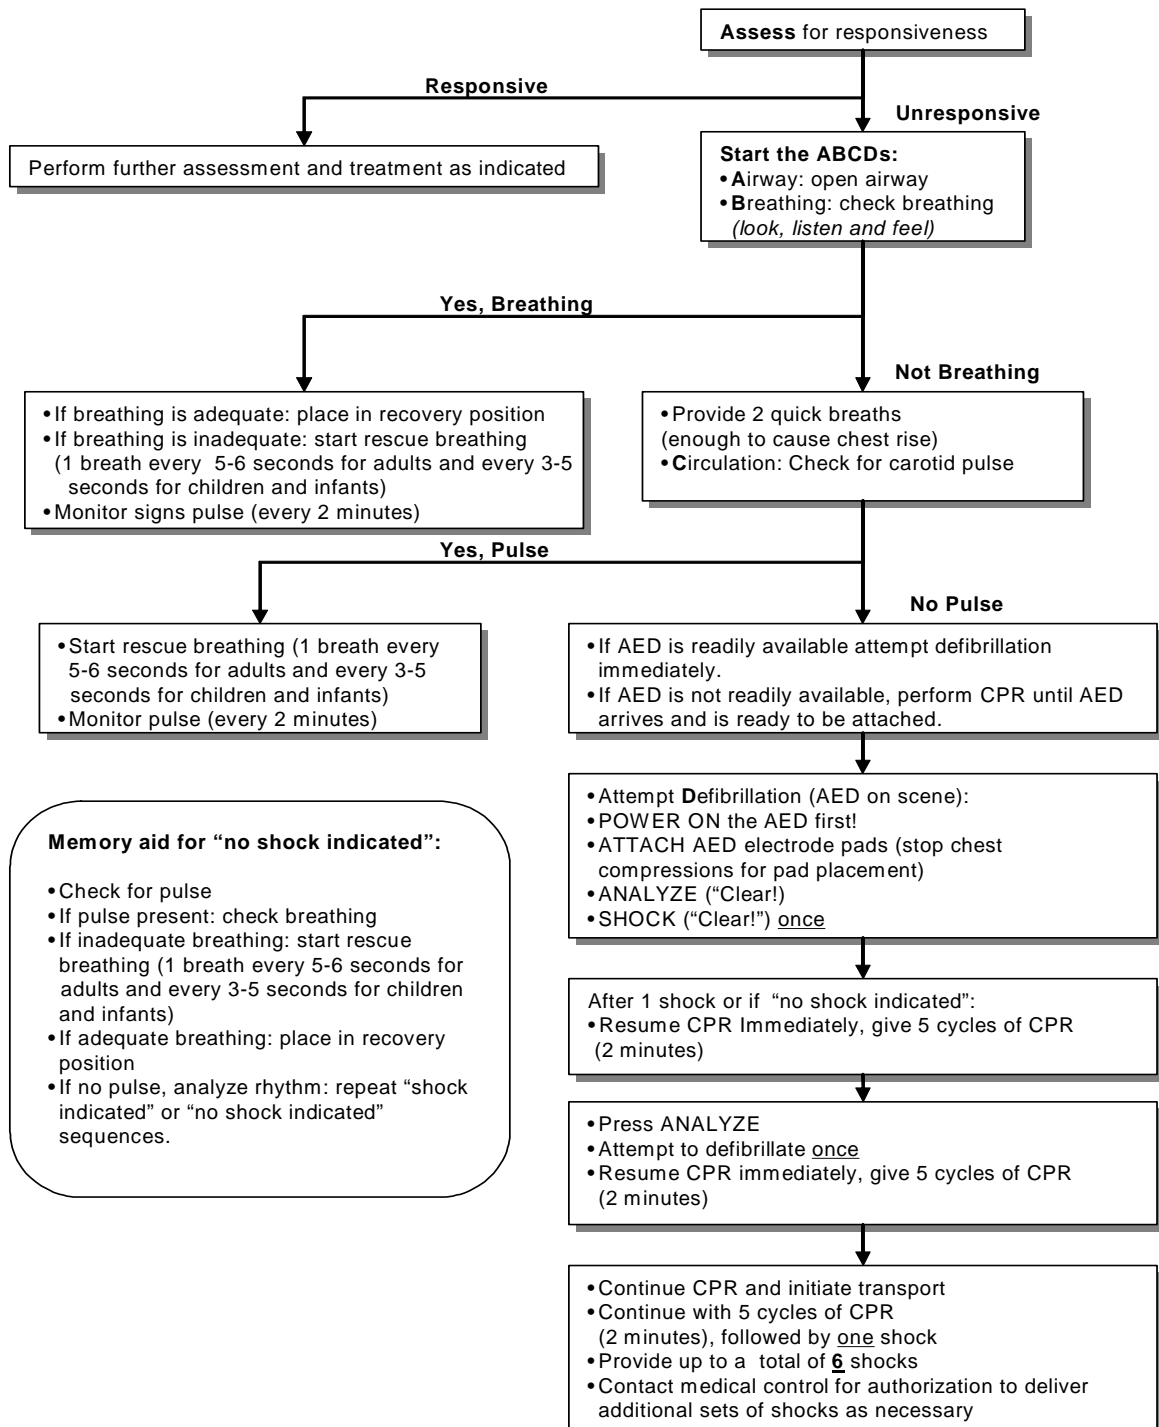 Assess for responsiveness
Responsive
Unresponsive
Perform further assessment and treatment as indicated
Start the ABCDs:
•Airway: open airway
•Breathing: check breathing
(look, listen and feel)
Yes, Breathing
Not Breathing
•If breathing is adequate: place in recovery position
•If breathing is inadequate: start rescue breathing
(1 breath every 5-6 seconds for adults and every 3-5
seconds for children and infants)
•Monitor signs pulse (every 2 minutes)
•Provide 2 quick breaths
(enough to cause chest rise)
•Circulation: Check for carotid pulse
Yes, Pulse
No Pulse
•Start rescue breathing (1 breath every
5-6 seconds for adults and every 3-5
seconds for children and infants)
•Monitor pulse (every 2 minutes)
•If AED is readily available attempt defibrillation
immediately.
•If AED is not readily available, perform CPR until AED
arrives and is ready to be attached.
•Attempt Defibrillation (AED on scene):
•POWER ON the AED first!
•ATTACH AED electrode pads (stop chest
compressions for pad placement)
•ANALYZE (“Clear!)
•SHOCK (“Clear!”) once
Memory aid for “no shock indicated”:
•Check for pulse
•If pulse present: check breathing
•If inadequate breathing: start rescue
breathing (1 breath every 5-6 seconds for
adults and every 3-5 seconds for children
and infants)
•If adequate breathing: place in recovery
position
•If no pulse, analyze rhythm: repeat “shock
indicated” or “no shock indicated”
sequences.
After 1 shock or if “no shock indicated”:
•Resume CPR Immediately, give 5 cycles of CPR
(2 minutes)
•Press ANALYZE
•Attempt to defibrillate once
•Resume CPR immediately, give 5 cycles of CPR
(2 minutes)
•Continue CPR and initiate transport
•Continue with 5 cycles of CPR
(2 minutes), followed by one shock
•Provide up to a total of 6 shocks
•Contact medical control for authorization to deliver
additional sets of shocks as necessary